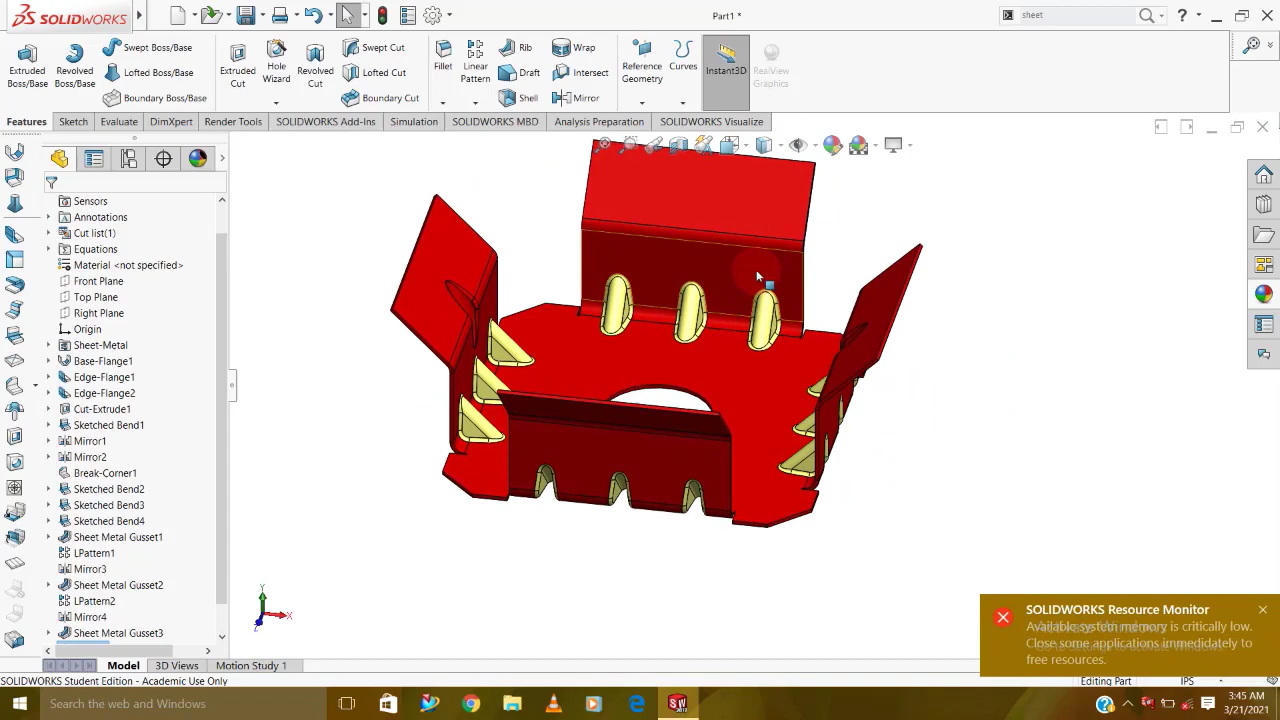 SOLIDWORKS
Part1 *
sheet
Extruded Boss/Base
Revolved Boss/Base
Swept Boss/Base
Lofted Boss/Base
Boundary Boss/Base
Extruded Cut
Hole Wizard
Revolved Cut
Swept Cut
Lofted Cut
Boundary Cut
Fillet
Linear Pattern
Rib
Draft
Shell
Wrap
Intersect
Mirror
Reference Geometry
Curves
Instant3D
RealView Graphics
Features
Sketch
Evaluate
DimXpert
Render Tools
SOLIDWORKS Add-Ins
Simulation
SOLIDWORKS MBD
Analysis Preparation
SOLIDWORKS Visualize
Sensors
Annotations
Cut list(1)
Equations
Material <not specified>
Front Plane
Top Plane
Right Plane
Origin
Sheet-Metal
Base-Flange1
Edge-Flange1
Edge-Flange2
Cut-Extrude1
Sketched Bend1
Mirror1
Mirror2
Break-Corner1
Sketched Bend2
Sketched Bend3
Sketched Bend4
Sheet Metal Gusset1
LPattern1
Mirror3
Sheet Metal Gusset2
LPattern2
Mirror4
Sheet Metal Gusset3
Y
X
Z
SOLIDWORKS Resource Monitor
Available system memory is critically low.
Close some applications immediately to
free resources.
Activate Windows
Go to Settings to activate Windows.
Model
3D Views
Motion Study 1
SOLIDWORKS Student Edition - Academic Use Only
Editing Part
IPS
Search the web and Windows
3:45 AM
3/21/2021